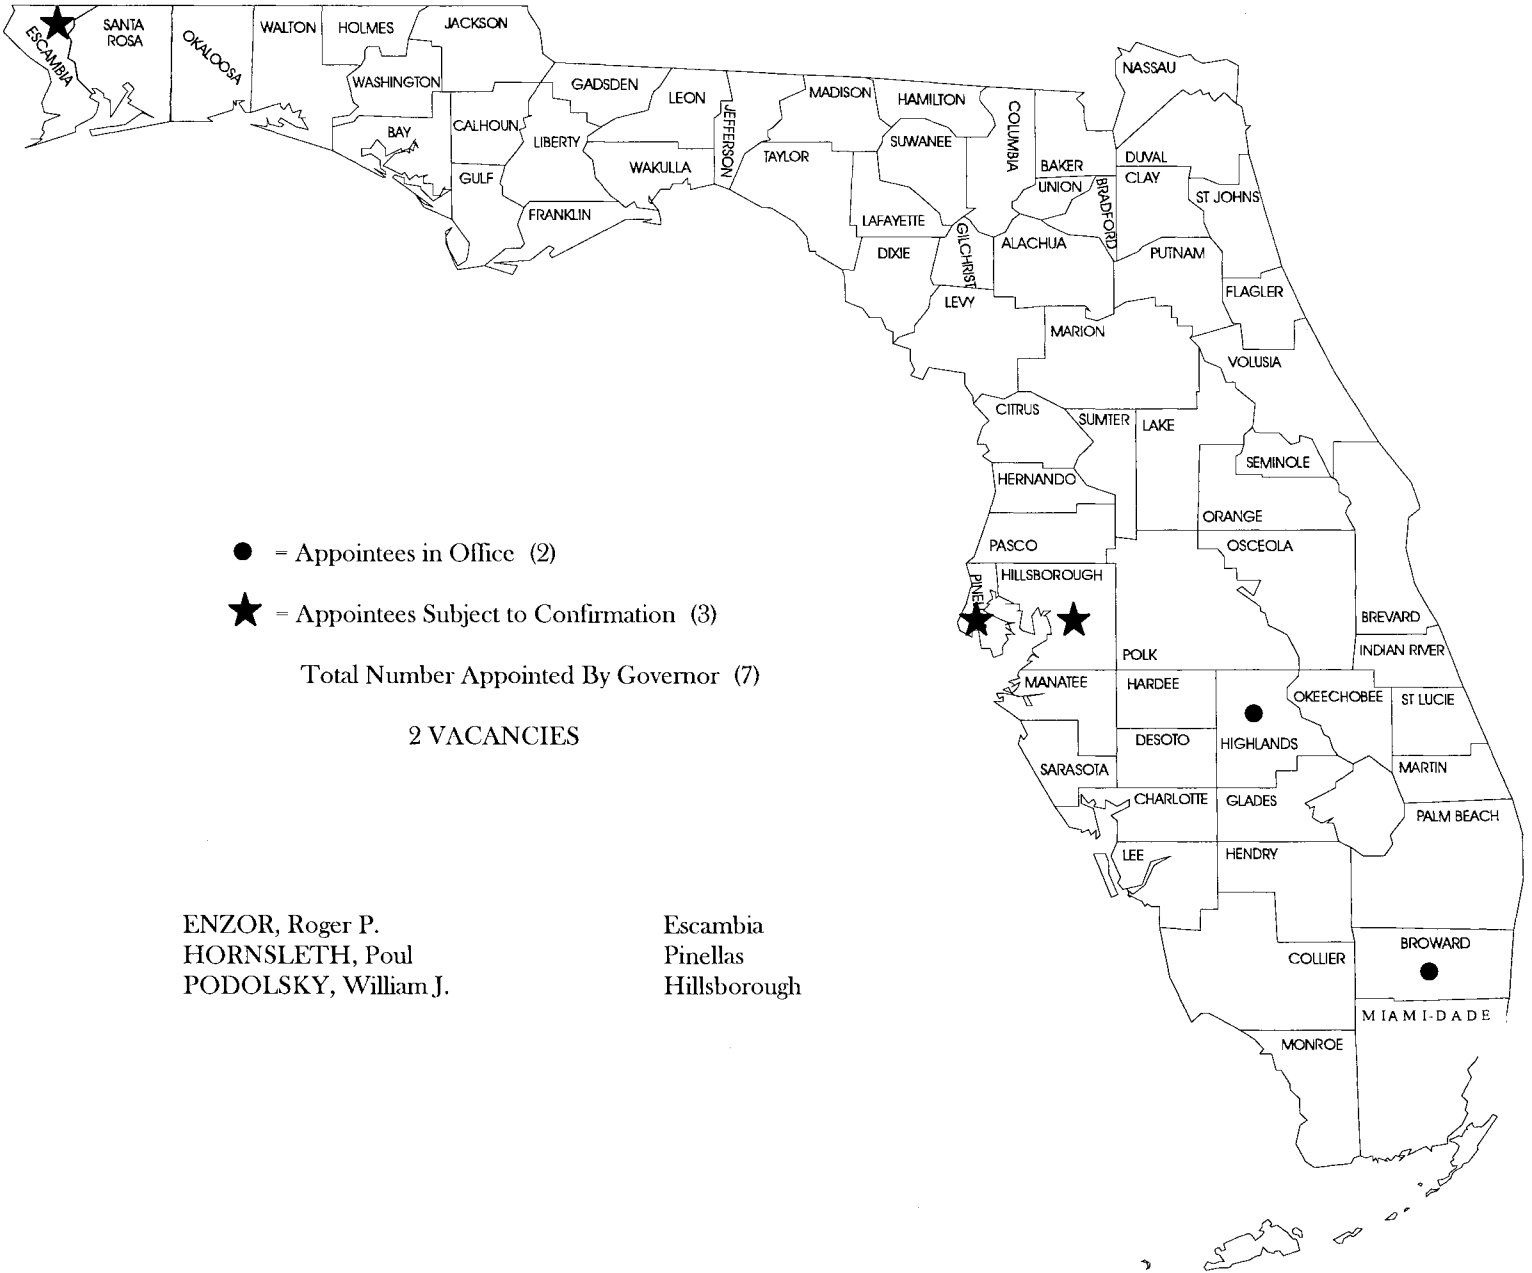 ESCAMBIA
SANTA
ROSA
OKALOOSA
WALTON
HOLMES
JACKSON
WASHINGTON
BAY
CALHOUN
GULF
LIBERTY
FRANKLIN
GADSDEN
LEON
WAKULLA
JEFFERSON
MADISON
TAYLOR
HAMILTON
SUWANEE
LAFAYETTE
DIXIE
COLUMBIA
BAKER
UNION
BRADFORD
GILCHRIST
ALACHUA
NASSAU
DUVAL
CLAY
ST JOHNS
PUTNAM
FLAGLER
LEVY
MARION
VOLUSIA
CITRUS
SUMTER
LAKE
SEMINOLE
HERNANDO
ORANGE
PASCO
OSCEOLA
PINEL
HILLSBOROUGH
POLK
BREVARD
INDIAN RIVER
MANATEE
HARDEE
OKEECHOBEE
ST LUCIE
DESOTO
HIGHLANDS
SARASOTA
MARTIN
CHARLOTTE
GLADES
PALM BEACH
LEE
HENDRY
COLLIER
BROWARD
MIAMI-DADE
MONROE
= Appointees in Office (2)
= Appointees Subject to Confirmation (3)
Total Number Appointed By Governor (7)
2 VACANCIES
ENZOR, Roger P. Escambia
HORNSLETH, Poul Pinellas
PODOLSKY, William J. Hillsborough